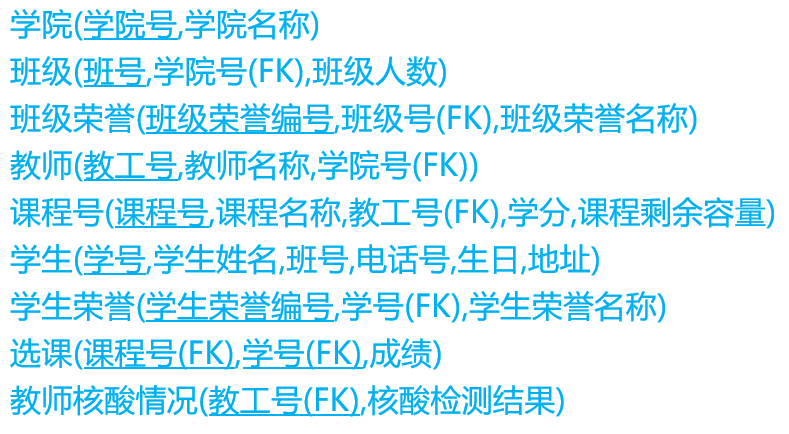 学院(学院号,学院名称)
班级(班号,学院号(FK),班级人数)
班级荣誉(班级荣誉编号,班级号(FK),班级荣誉名称)
教师(教工号,教师名称,学院号(FK))
课程号(课程号,课程名称,教工号(FK),学分,课程剩余容量)
学生(学号,学生姓名,班号,电话号,生日,地址)
学生荣誉(学生荣誉编号,学号(FK),学生荣誉名称)
选课(课程号(FK),学号(FK),成绩)
教师核酸情况(教工号(FK),核酸检测结果)